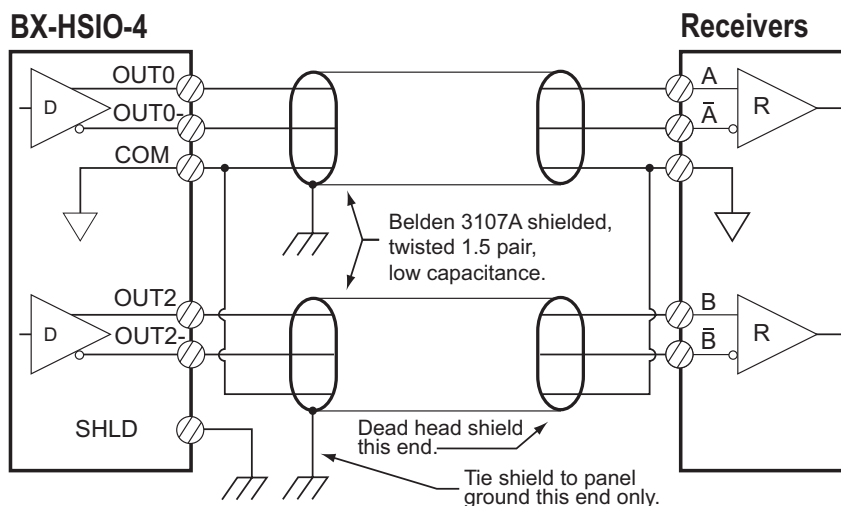 BX-HSIO-4
Receivers
OUT0
OUT0-
COM
D
A
A̅
R
Belden 3107A shielded,
twisted 1.5 pair,
low capacitance.
OUT2
OUT2-
D
B
B̅
R
SHLD
Dead head shield
this end.
Tie shield to panel
ground this end only.